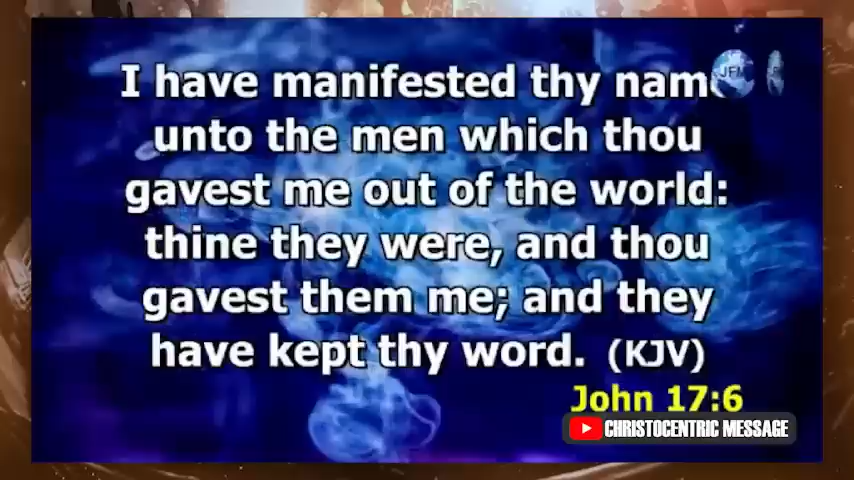 I have manifested thy name
unto the men which thou
gavest me out of the world:
thine they were, and thou
gavest them me; and they
have kept thy word. (KJV)
John 17:6
CHRISTOCENTRIC MESSAGE